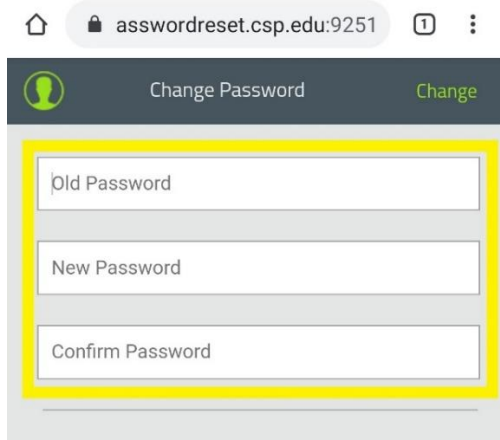 asswordreset.csp.edu:9251 1
Change Password Change
Old Password
New Password
Confirm Password